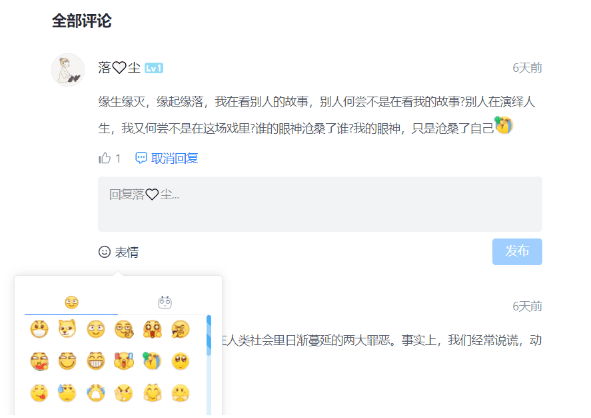 全部评论
落♡尘 Lv1 6天前
缘生缘灭，缘起缘落，我在看别人的故事，别人何尝不是在看我的故事?别人在演绎人
生，我又何尝不是在这场戏里?谁的眼神沧桑了谁?我的眼神，只是沧桑了自己
1 取消回复
回复落♡尘...
表情 发布
6天前
人类社会里日渐蔓延的两大罪恶。事实上，我们经常说谎，动